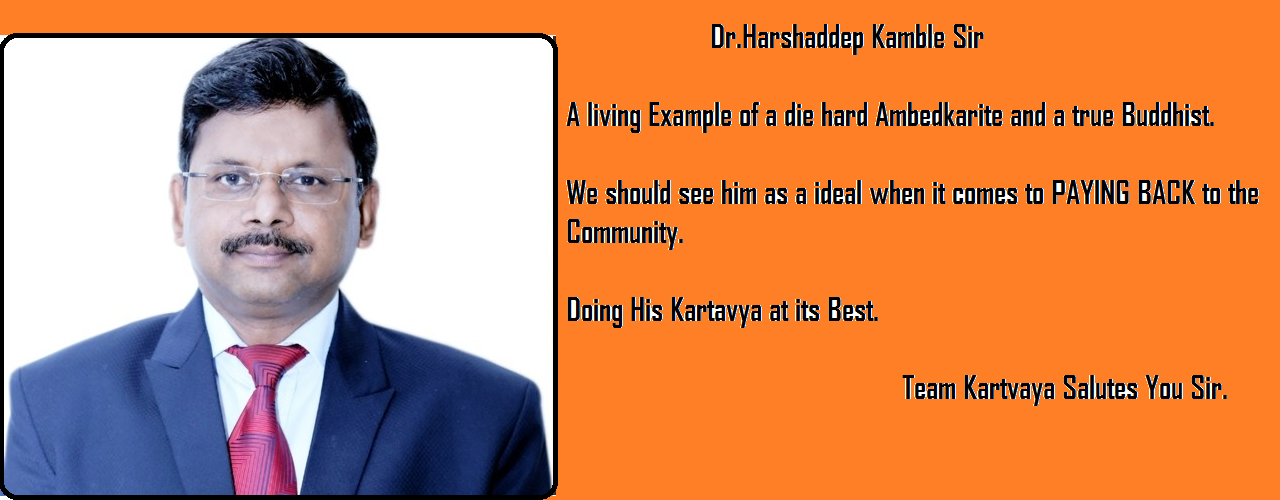 Dr.Harshaddep Kamble Sir
A living Example of a die hard Ambedkarite and a true Buddhist.
We should see him as a ideal when it comes to PAYING BACK to the
Community.
Doing His Kartavya at its Best.
Team Kartvaya Salutes You Sir.